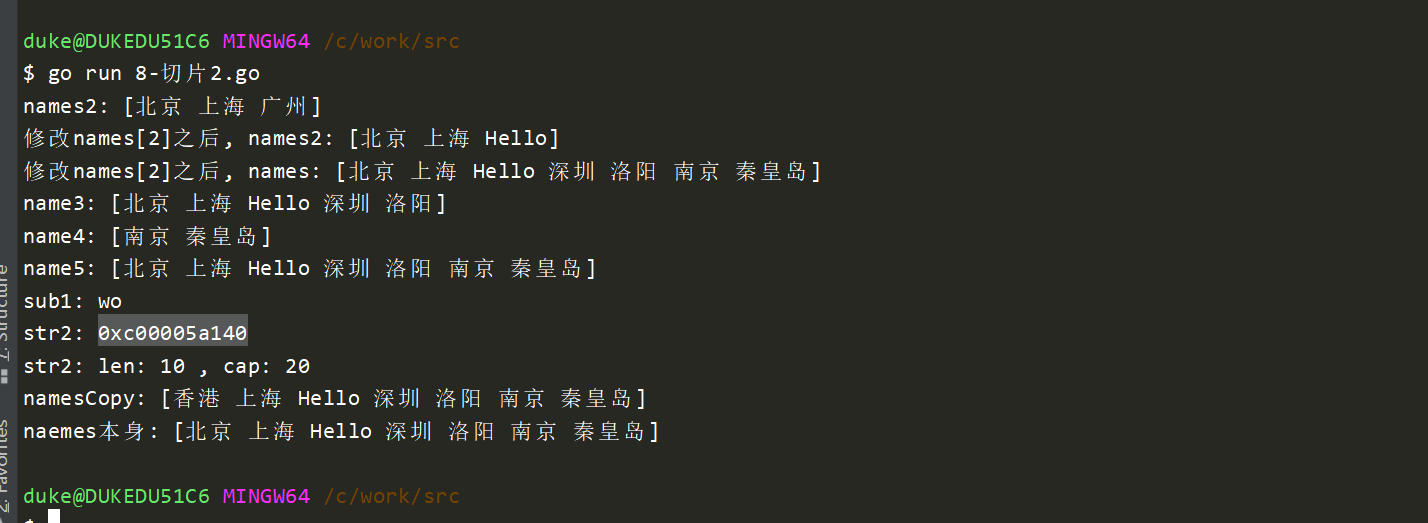 duke@DUKEDU51C6 MINGW64 /c/work/src
$ go run 8-切片2.go
names2: [北京 上海 广州]
修改names[2]之后, names2: [北京 上海 Hello]
修改names[2]之后, names: [北京 上海 Hello 深圳 洛阳 南京 秦皇岛]
name3: [北京 上海 Hello 深圳 洛阳]
name4: [南京 秦皇岛]
name5: [北京 上海 Hello 深圳 洛阳 南京 秦皇岛]
sub1: wo
str2: 0xc00005a140
str2: len: 10 , cap: 20
namesCopy: [香港 上海 Hello 深圳 洛阳 南京 秦皇岛]
naemes本身: [北京 上海 Hello 深圳 洛阳 南京 秦皇岛]
duke@DUKEDU51C6 MINGW64 /c/work/src
$
7: Structure
2: Favorites